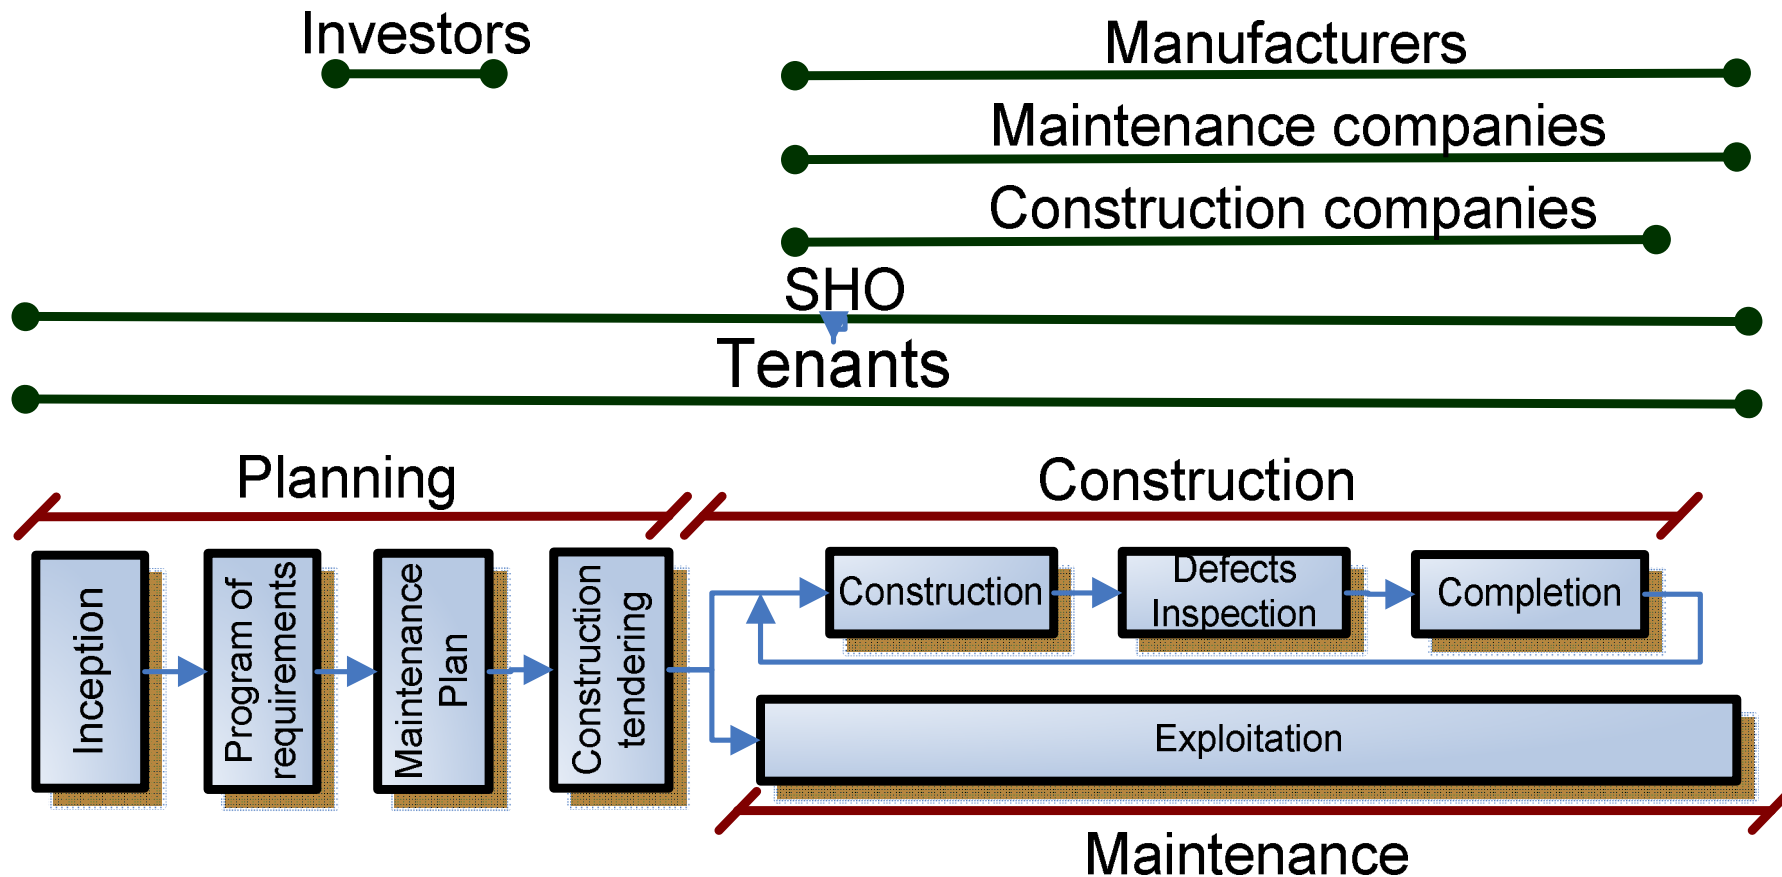 Investors
Manufacturers
Maintenance companies
Construction companies
SHO
Tenants
Planning
Construction
Inception
Program of
requirements
Maintenance
Plan
Construction
tendering
Construction
Defects
Inspection
Completion
Exploitation
Maintenance